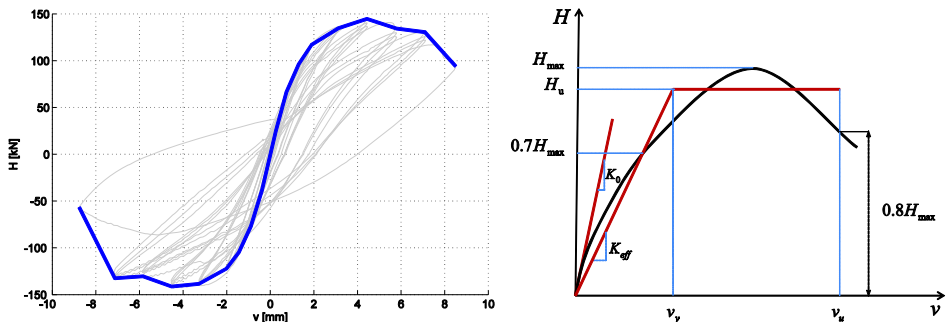 150
100
50
0
-50
-100
-150
H [kN]
-10
-8
-6
-4
-2
0
2
4
6
8
10
v [mm]
H
H_max
H_u
0.7H_max
K_0
K_eff
0.8H_max
v_y
v_u
v